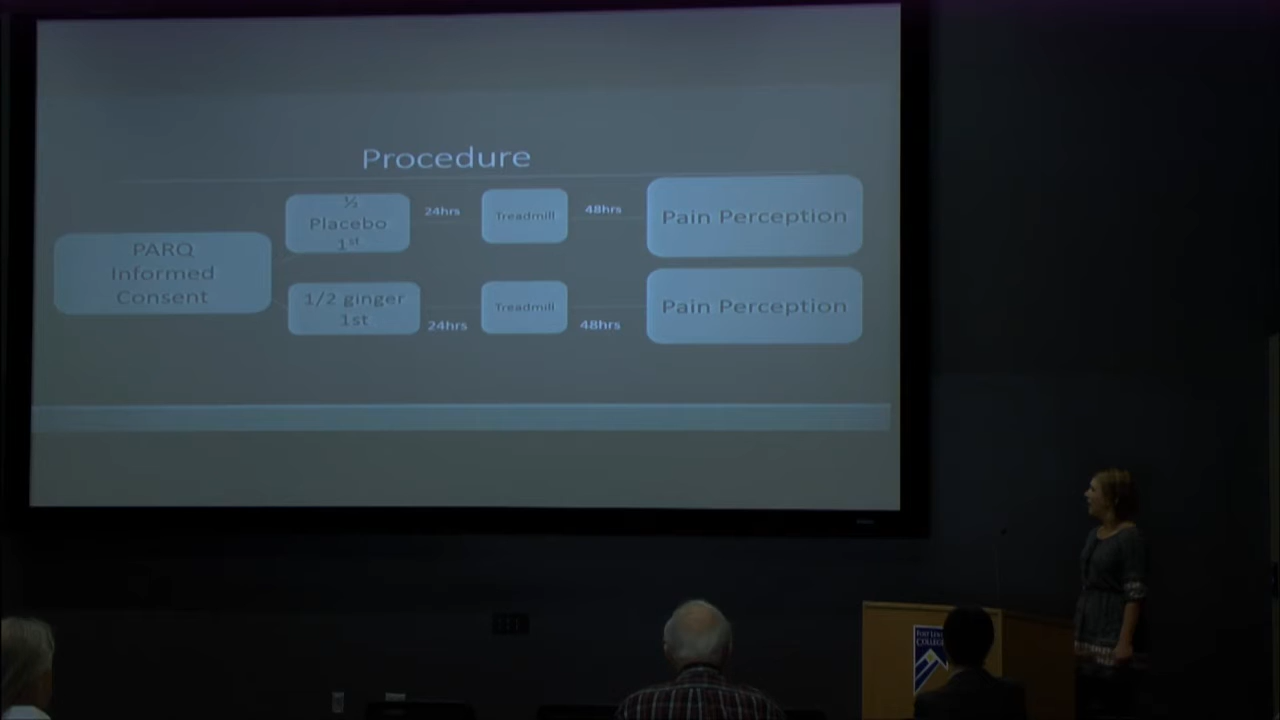 Procedure
PARQ
Informed
Consent
½
Placebo
1st
24hrs
Treadmill
48hrs
Pain Perception
1/2 ginger
1st
24hrs
Treadmill
48hrs
Pain Perception
COLLEGE